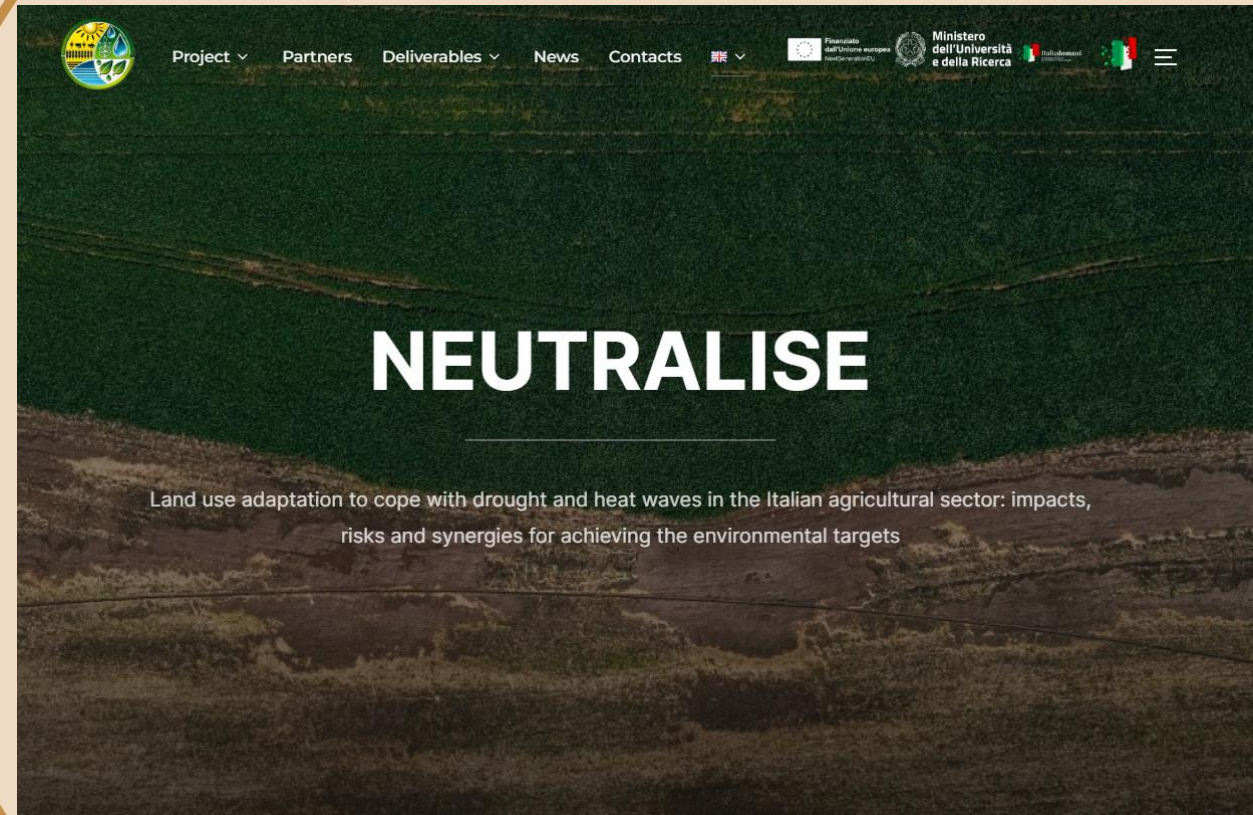 Project
Partners
Deliverables
News
Contacts
Finanziato
dall'Unione europea
NextGenerationEU
Ministero
dell'Università
e della Ricerca
Italiadomani
NEUTRALISE
Land use adaptation to cope with drought and heat waves in the Italian agricultural sector: impacts,
risks and synergies for achieving the environmental targets